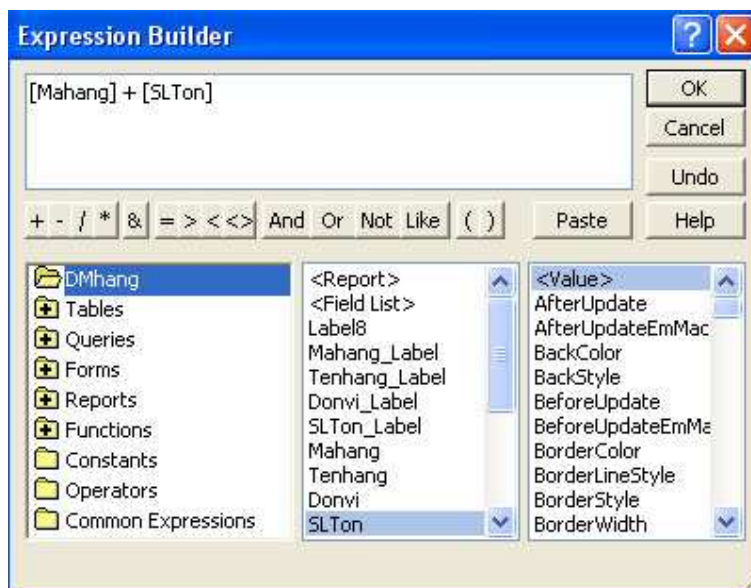 Expression Builder
[Mahang] + [SLTon]
OK
Cancel
Undo
+ - / * & = > < <> And Or Not Like ( ) Paste Help
DMhang
Tables
Queries
Forms
Reports
Functions
Constants
Operators
Common Expressions
<Report>
<Field List>
Label8
Mahang_Label
Tenhang_Label
Donvi_Label
SLTon_Label
Mahang
Tenhang
Donvi
SLTon
<Value>
AfterUpdate
AfterUpdateEmMac
BackColor
BackStyle
BeforeUpdate
BeforeUpdateEmMa
BorderColor
BorderLineStyle
BorderStyle
BorderWidth